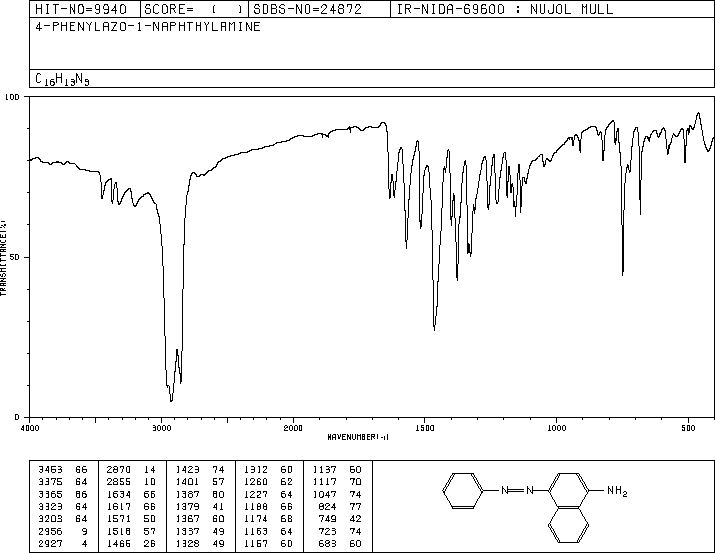 HIT-NO=9940 SCORE= ( ) SDBS-NO=24872 IR-NIDA-69600 : NUJOL MULL
4-PHENYLAZO-1-NAPHTHYLAMINE
C16H13N3
100
50
0
TRANSMITTANCE(%)
4000 3000 2000 1500 1000 500
WAVENUMBER(-1)
3453 66 2870 14 1423 74 1312 60 1137 60
3375 64 2855 10 1401 57 1260 62 1117 70
3365 86 1634 66 1387 80 1227 64 1047 74
3323 64 1617 66 1379 41 1188 66 824 77
3203 64 1571 50 1367 60 1174 68 749 42
2956 9 1518 57 1337 49 1163 64 723 74
2927 4 1466 26 1328 49 1157 60 683 60
N N NH2